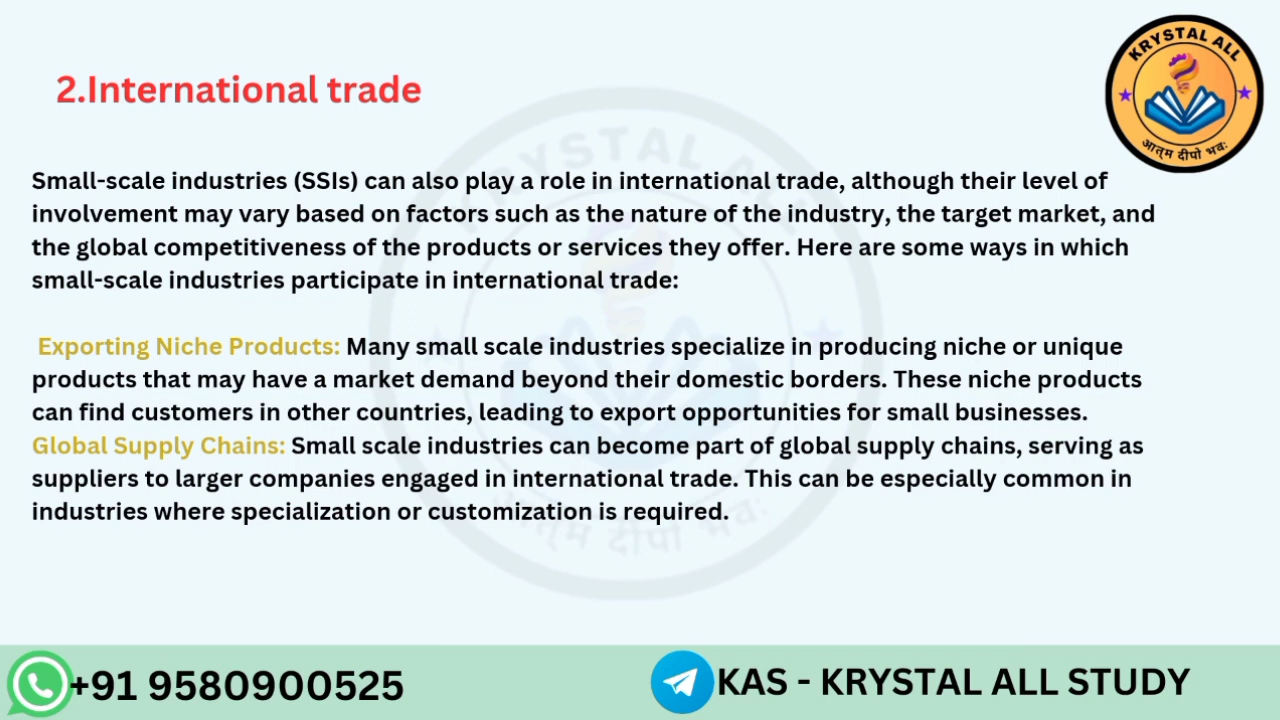 2.International trade
KRYSTAL ALL
आत्म दीपो भवः
Small-scale industries (SSIs) can also play a role in international trade, although their level of
involvement may vary based on factors such as the nature of the industry, the target market, and
the global competitiveness of the products or services they offer. Here are some ways in which
small-scale industries participate in international trade:
Exporting Niche Products: Many small scale industries specialize in producing niche or unique
products that may have a market demand beyond their domestic borders. These niche products
can find customers in other countries, leading to export opportunities for small businesses.
Global Supply Chains: Small scale industries can become part of global supply chains, serving as
suppliers to larger companies engaged in international trade. This can be especially common in
industries where specialization or customization is required.
KRYSTAL ALL
आत्म दीपो भवः
+91 9580900525
KAS - KRYSTAL ALL STUDY